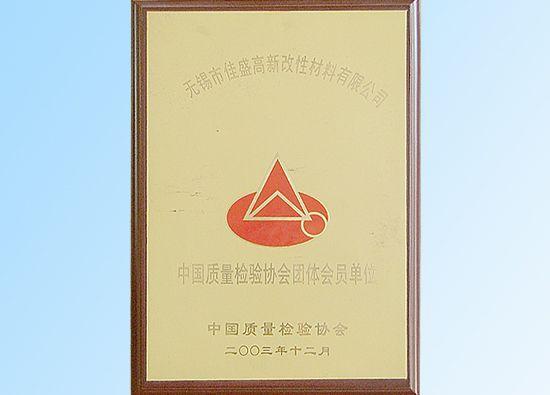 无锡市佳盛高新改性材料有限公司
中国质量检验协会团体会员单位
中国质量检验协会
二〇〇三年十二月